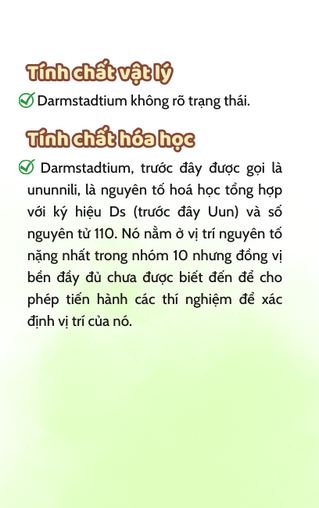 Tính chất vật lý
Darmstadtium không rõ trạng thái.
Tính chất hóa học
Darmstadtium, trước đây được gọi là
ununnili, là nguyên tố hoá học tổng hợp
với ký hiệu Ds (trước đây Uun) và số
nguyên tử 110. Nó nằm ở vị trí nguyên tố
nặng nhất trong nhóm 10 nhưng đồng vị
bền đầy đủ chưa được biết đến để cho
phép tiến hành các thí nghiệm để xác
định vị trí của nó.